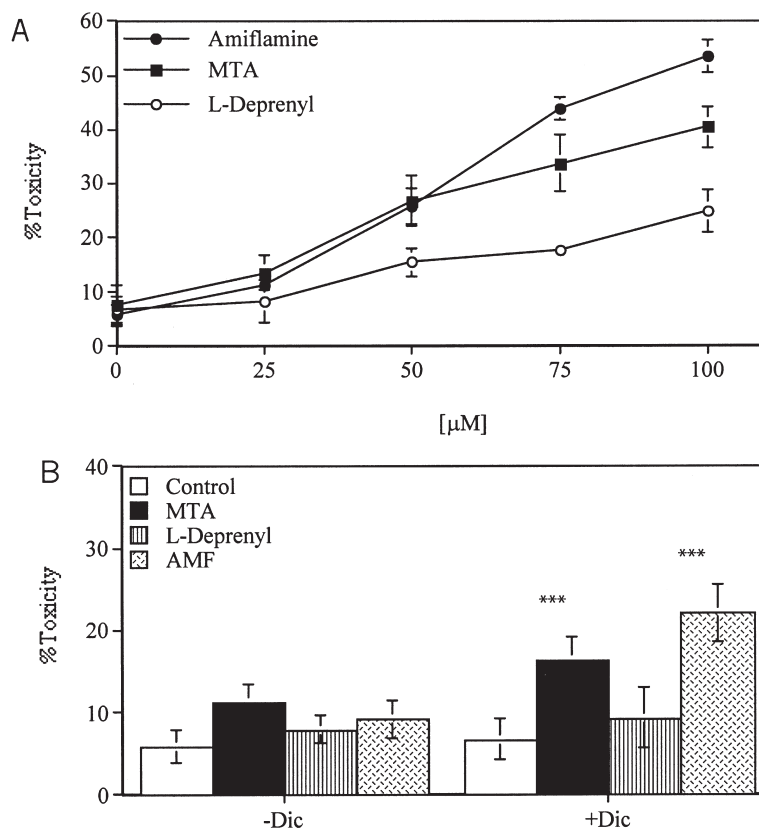 A
60
50
40
30
20
10
0
%Toxicity
Amiflamine
MTA
L-Deprenyl
0 25 50 75 100
[μM]
B
40
30
20
10
0
%Toxicity
Control
MTA
L-Deprenyl
AMF
***
***
-Dic +Dic